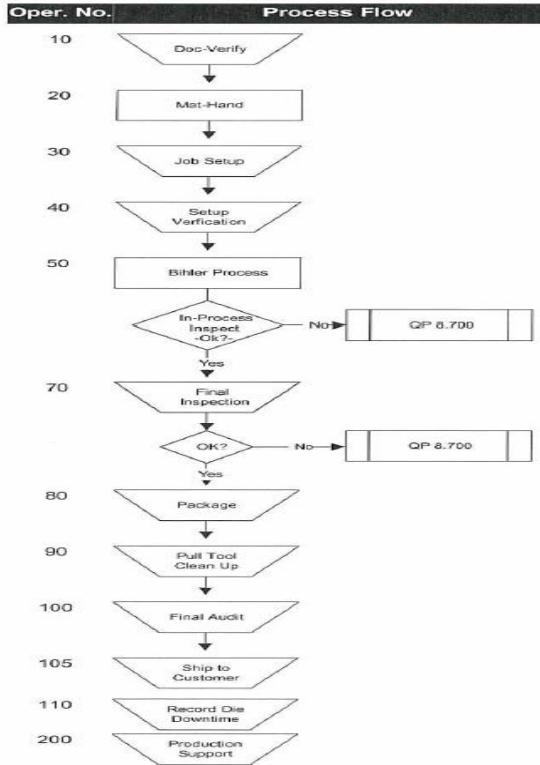 Oper. No. Process Flow
10 Doc-Verify
20 Mat-Hand
30 Job Setup
40 Setup
Verfication
50 Bihler Process
In-Process
Inspect
-Ok?-
No
QP 8.700
Yes
70 Final
Inspection
OK?
No
QP 8.700
Yes
80 Package
90 Pull Tool
Clean Up
100 Final Audit
105 Ship to
Customer
110 Record Die
Downtime
200 Production
Support